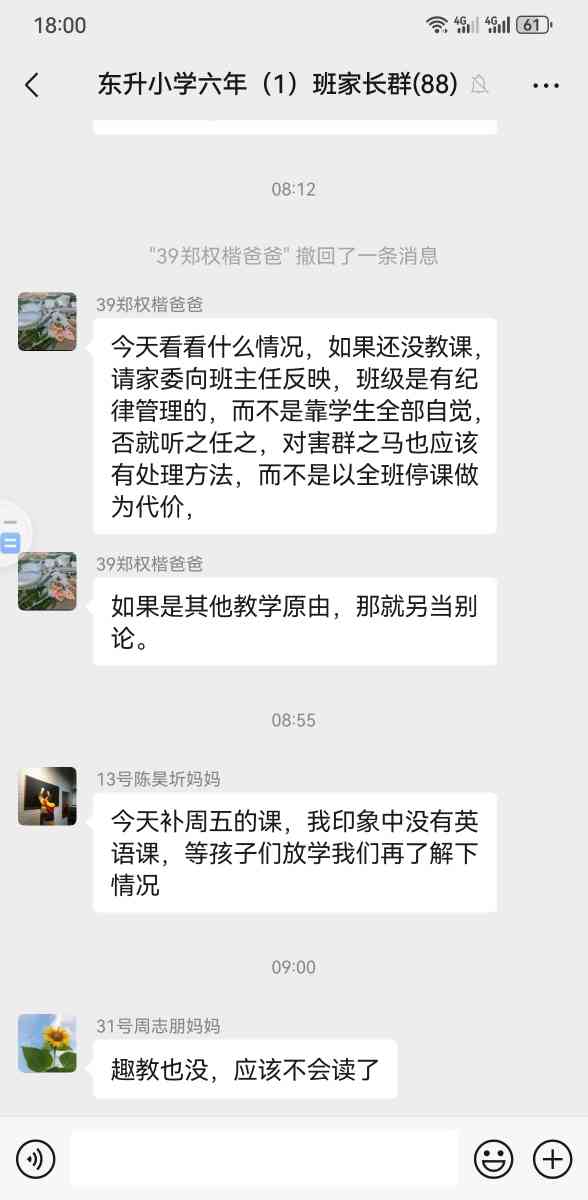 18:00
4G 4G 61
东升小学六年（1）班家长群(88)
08:12
"39郑权楷爸爸" 撤回了一条消息
39郑权楷爸爸
今天看看什么情况，如果还没教课，
请家委向班主任反映，班级是有纪
律管理的，而不是靠学生全部自觉，
否就听之任之，对害群之马也应该
有处理方法，而不是以全班停课做
为代价，
39郑权楷爸爸
如果是其他教学原由，那就另当别
论。
08:55
13号陈昊圻妈妈
今天补周五的课，我印象中没有英
语课，等孩子们放学我们再了解下
情况
09:00
31号周志朋妈妈
趣教也没，应该不会读了